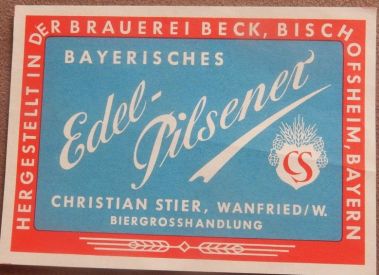 HERGESTELLT IN DER BRAUEREI BECK, BISCHOFSHEIM, BAYERN
BAYERISCHES
Edel-
Pilsener
CS
CHRISTIAN STIER, WANFRIED/W.
BIERGROSSHANDLUNG